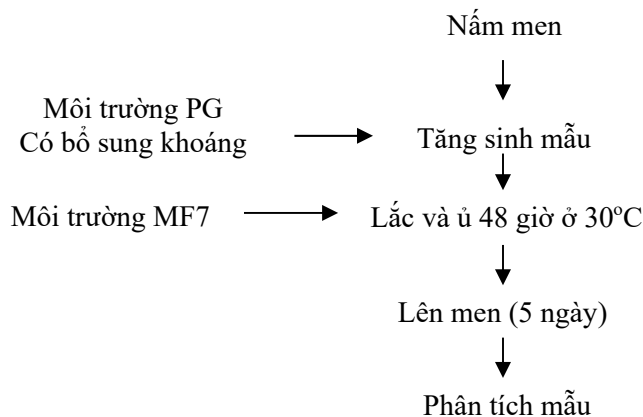 Nấm men
Môi trường PG
Có bổ sung khoáng
Tăng sinh mẫu
Môi trường MF7
Lắc và ủ 48 giờ ở 30ºC
Lên men (5 ngày)
Phân tích mẫu